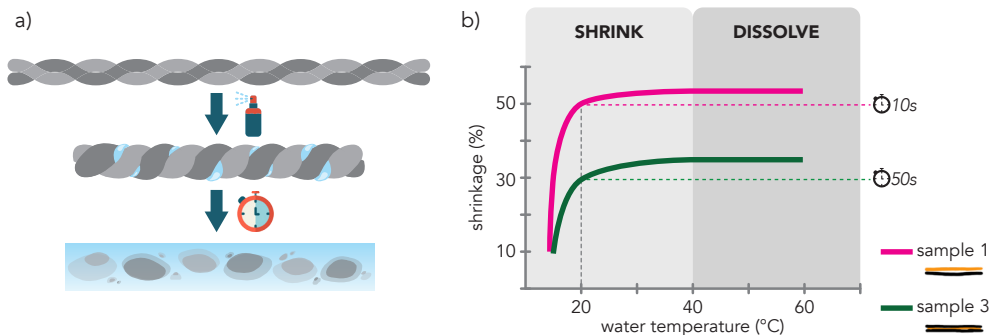 a)
b)
SHRINK
DISSOLVE
shrinkage (%)
50
30
10
20
40
60
water temperature (°C)
10s
50s
sample 1
sample 3